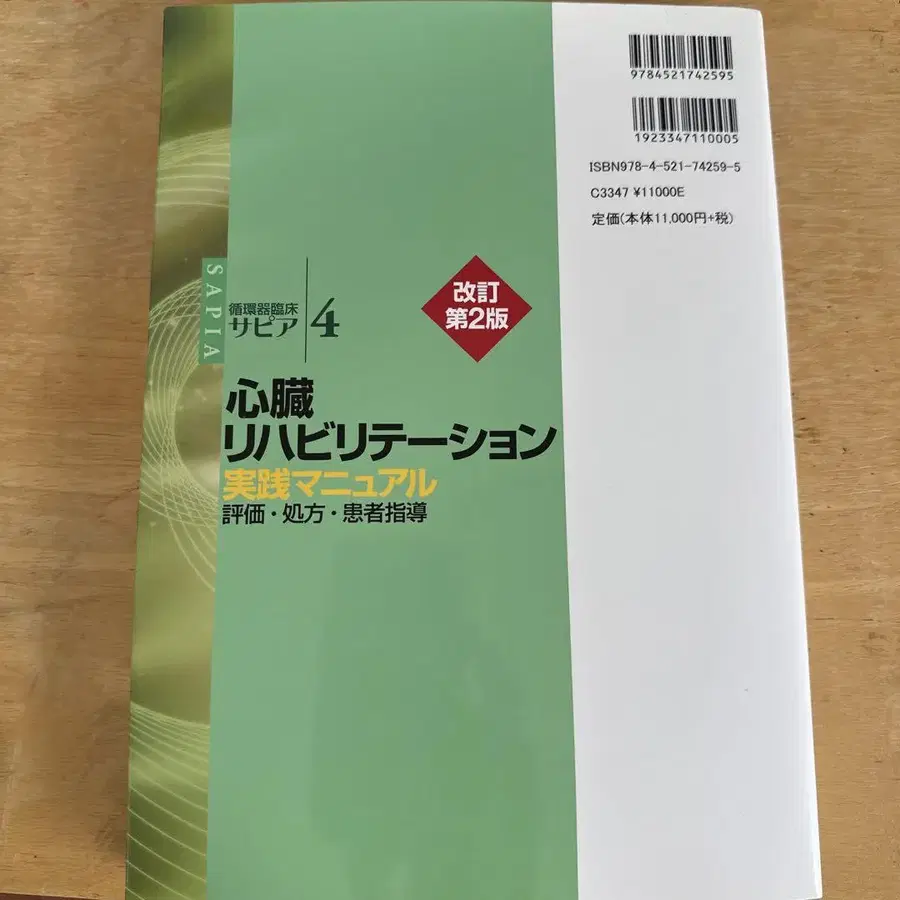 9784521742595
1923347110005
ISBN978-4-521-74259-5
C3347 ¥11000E
定価(本体11,000円+税)
SAPIA
循環器臨床
サピア 4
改訂
第2版
心臓
リハビリテーション
実践マニュアル
評価・処方・患者指導